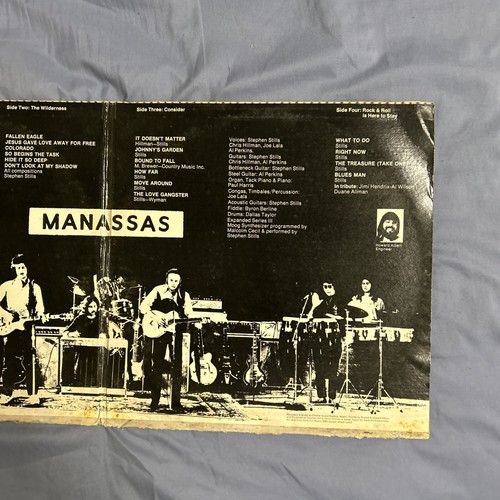 Side Two: The Wilderness
FALLEN EAGLE
JESUS GAVE LOVE AWAY FOR FREE
COLORADO
SO BEGINS THE TASK
HIDE IT SO DEEP
DON'T LOOK AT MY SHADOW
All compositions
Stephen Stills
Side Three: Consider
IT DOESN'T MATTER
Hillman—Stills
JOHNNY'S GARDEN
Stills
BOUND TO FALL
M. Brewer—Country Music Inc.
HOW FAR
Stills
MOVE AROUND
Stills
THE LOVE GANGSTER
Stills—Wyman
Voices: Stephen Stills
Chris Hillman, Joe Lala
Al Perkins
Guitars: Stephen Stills
Chris Hillman, Al Perkins
Bottleneck Guitar: Stephen Stills
Steel Guitar: Al Perkins
Organ, Tack Piano & Piano:
Paul Harris
Congas, Timbales/Percussion:
Joe Lala
Acoustic Guitars: Stephen Stills
Fiddle: Byron Berline
Drums: Dallas Taylor
Expanded Series III
Moog Synthesizer programmed by
Malcolm Cecil & performed by
Stephen Stills
Side Four: Rock & Roll
is Here to Stay
WHAT TO DO
Stills
RIGHT NOW
Stills
THE TREASURE (TAKE ONE)
Stills
BLUES MAN
Stills
In tribute: Jimi Hendrix-Al Wilson
Duane Allman
Howard Albert
Engineer
MANASSAS